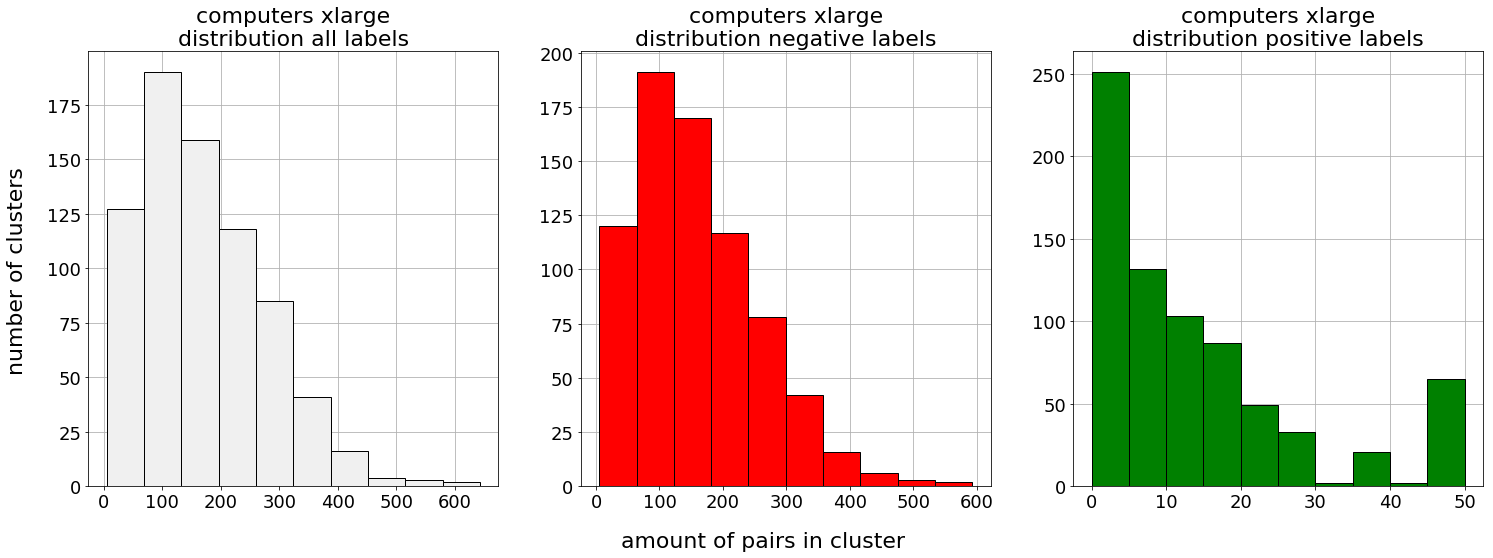 computers xlarge
distribution all labels
computers xlarge
distribution negative labels
computers xlarge
distribution positive labels
number of clusters
175
150
125
100
75
50
25
0
0 100 200 300 400 500 600
200
175
150
125
100
75
50
25
0
0 100 200 300 400 500 600
250
200
150
100
50
0
0 10 20 30 40 50
amount of pairs in cluster